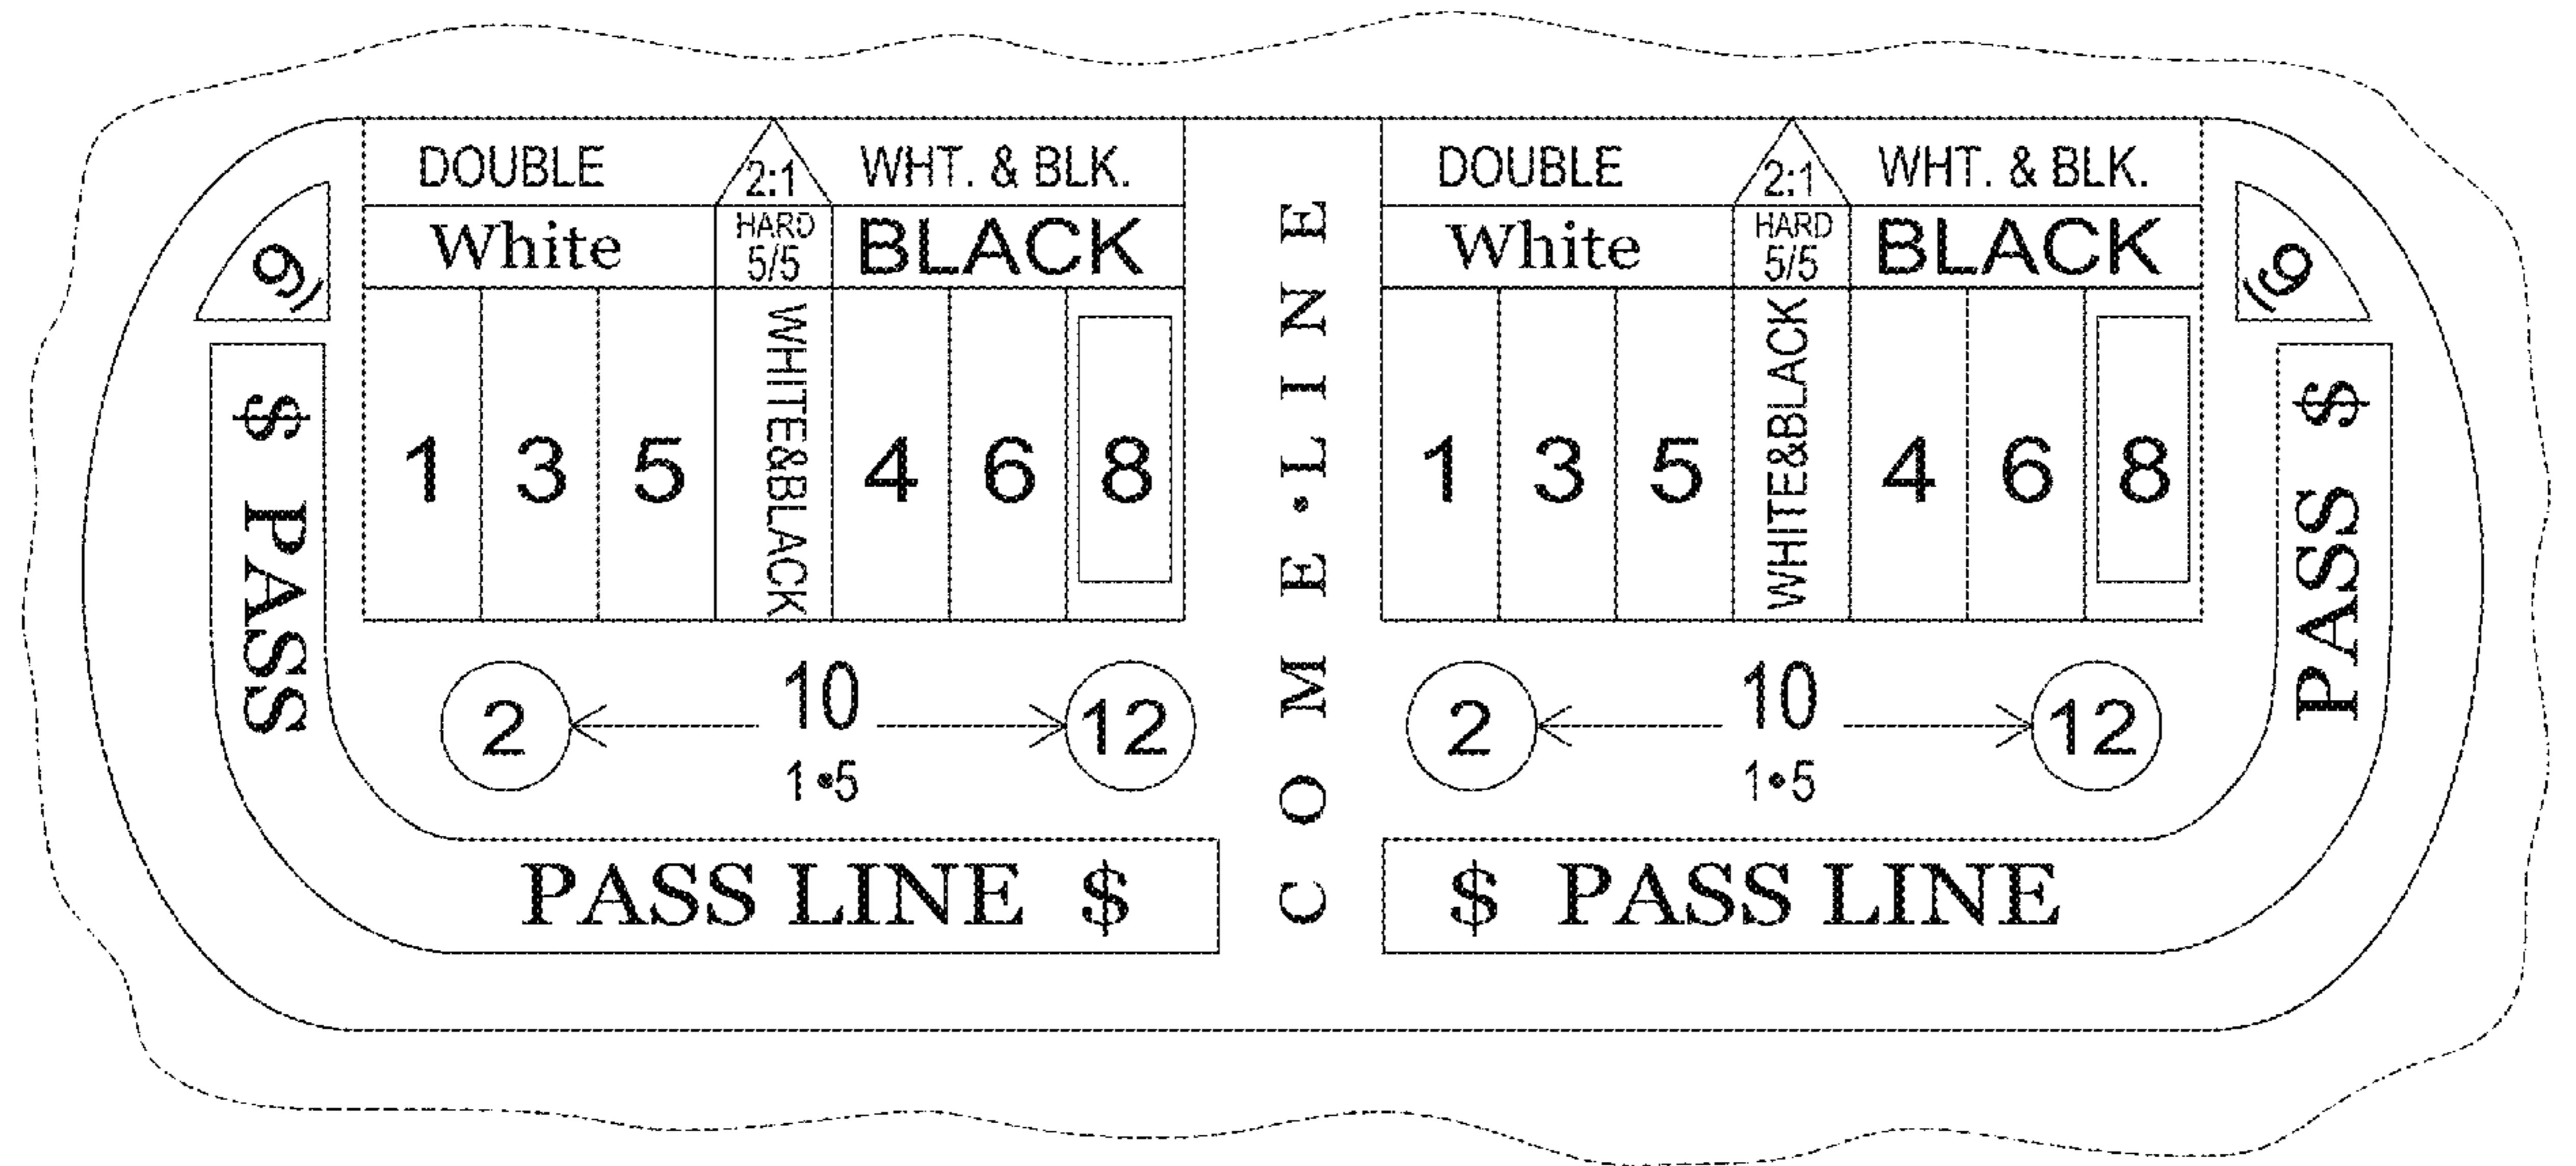 DOUBLE 2:1 WHT. & BLK.
White HARD 5/5 BLACK
1 3 5 WHITE&BLACK 4 6 8
9
$ PASS
2 10 12
1•5
PASS LINE $
COME•LINE
DOUBLE 2:1 WHT. & BLK.
White HARD 5/5 BLACK
1 3 5 WHITE&BLACK 4 6 8
9
PASS $
2 10 12
1•5
$ PASS LINE